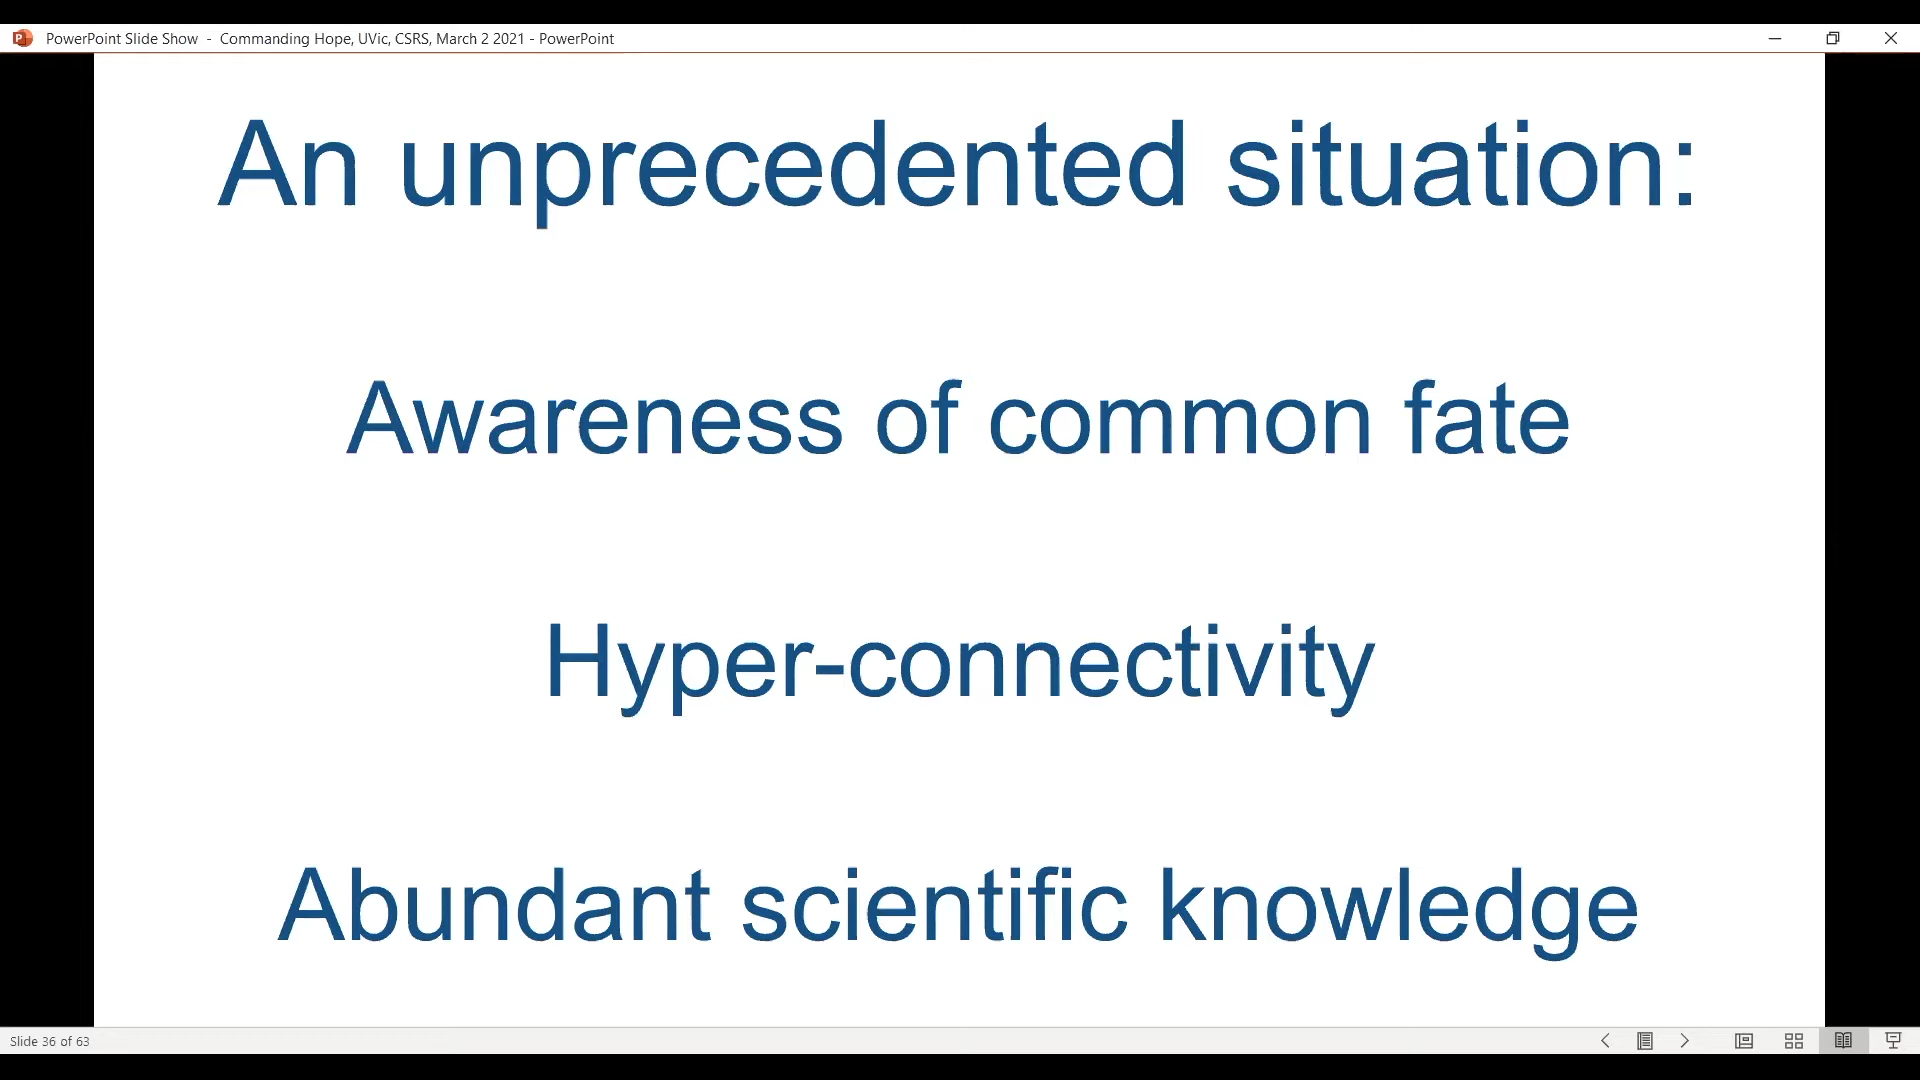 PowerPoint Slide Show - Commanding Hope, UVic, CSRS, March 2 2021 - PowerPoint
An unprecedented situation:
Awareness of common fate
Hyper-connectivity
Abundant scientific knowledge
Slide 36 of 63